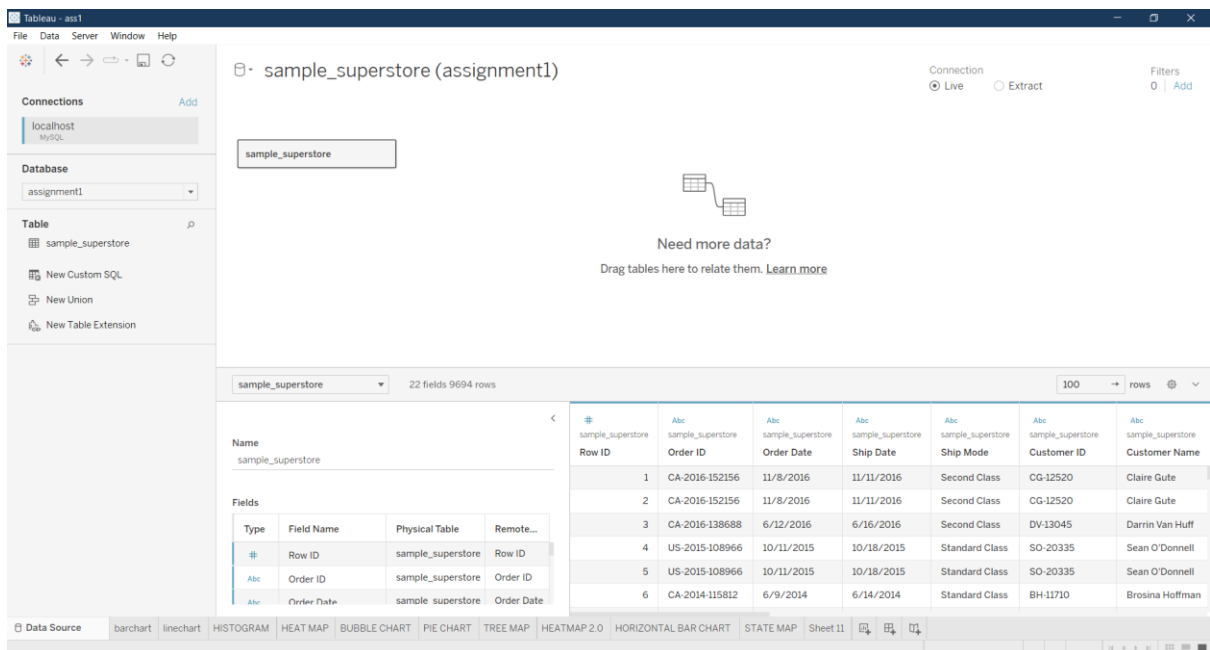 Tableau - ass1
File Data Server Window Help
sample_superstore (assignment1)
Connection
Live Extract
Filters
0 Add
Connections Add
localhost
MySQL
Database
assignment1
Table
sample_superstore
New Custom SQL
New Union
New Table Extension
sample_superstore
Need more data?
Drag tables here to relate them. Learn more
sample_superstore 22 fields 9694 rows 100 rows
Name
sample_superstore
Fields
Type Field Name Physical Table Remote...
# Row ID sample_superstore Row ID
Abc Order ID sample_superstore Order ID
Abc Order Date sample_superstore Order Date
# Abc Abc Abc Abc Abc Abc
sample_superstore sample_superstore sample_superstore sample_superstore sample_superstore sample_superstore sample_superstore
Row ID Order ID Order Date Ship Date Ship Mode Customer ID Customer Name
1 CA-2016-152156 11/8/2016 11/11/2016 Second Class CG-12520 Claire Gute
2 CA-2016-152156 11/8/2016 11/11/2016 Second Class CG-12520 Claire Gute
3 CA-2016-138688 6/12/2016 6/16/2016 Second Class DV-13045 Darrin Van Huff
4 US-2015-108966 10/11/2015 10/18/2015 Standard Class SO-20335 Sean O'Donnell
5 US-2015-108966 10/11/2015 10/18/2015 Standard Class SO-20335 Sean O'Donnell
6 CA-2014-115812 6/9/2014 6/14/2014 Standard Class BH-11710 Brosina Hoffman
Data Source barchart linechart HISTOGRAM HEAT MAP BUBBLE CHART PIE CHART TREE MAP HEATMAP 2.0 HORIZONTAL BAR CHART STATE MAP Sheet 11